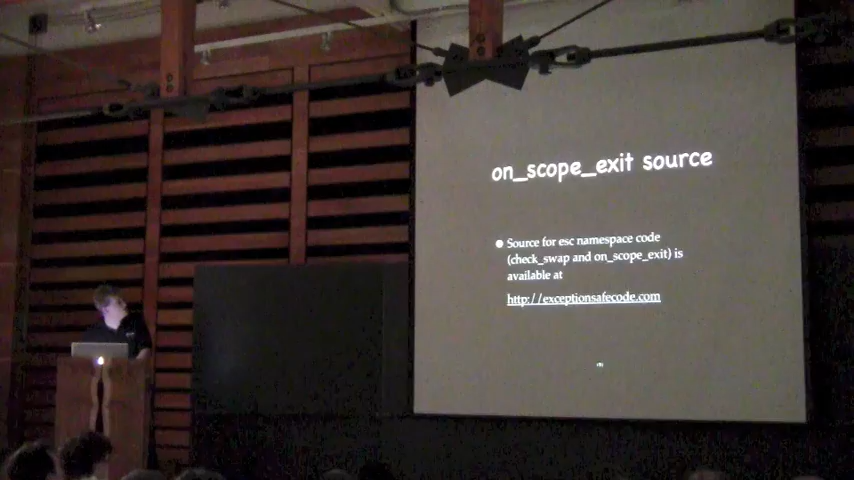 on_scope_exit source
Source for esc namespace code
(check_swap and on_scope_exit) is
available at
http://exceptionsafecode.com